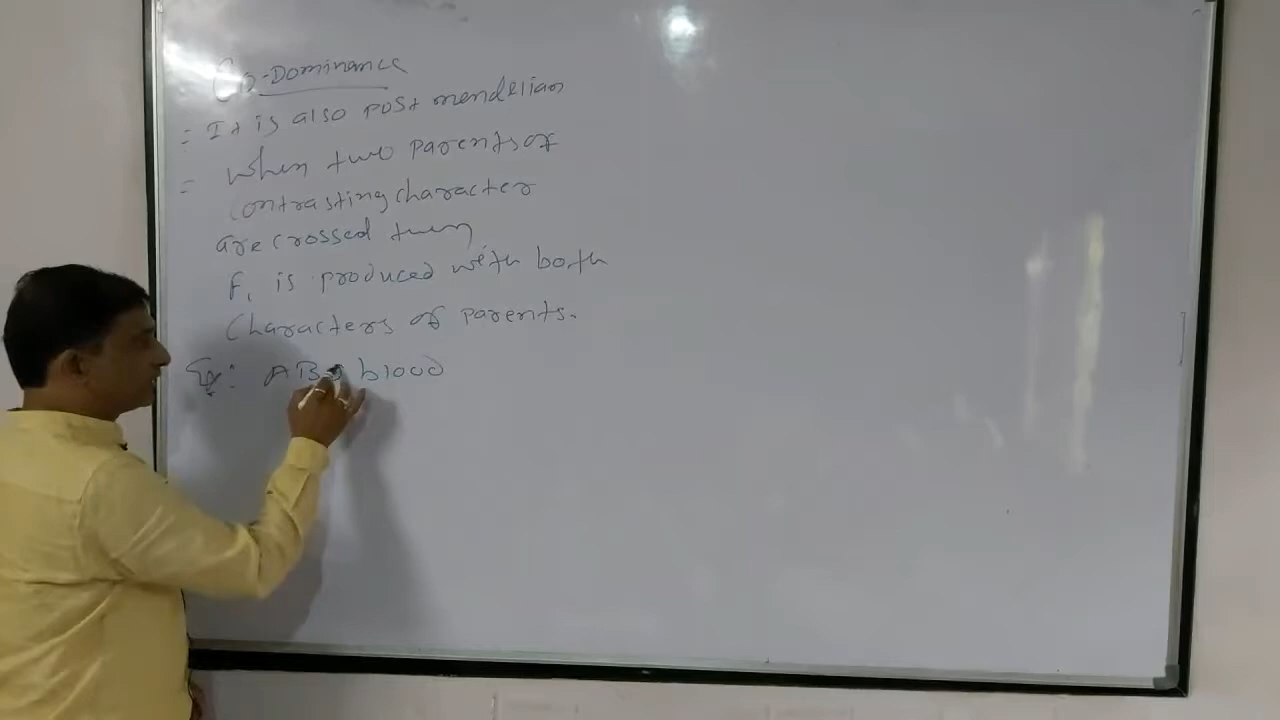 Co-Dominance
= It is also post mendelian
= when two parents of
contrasting character
are crossed then
F1 is produced with both
Characters of parents.
Ex: AB blood